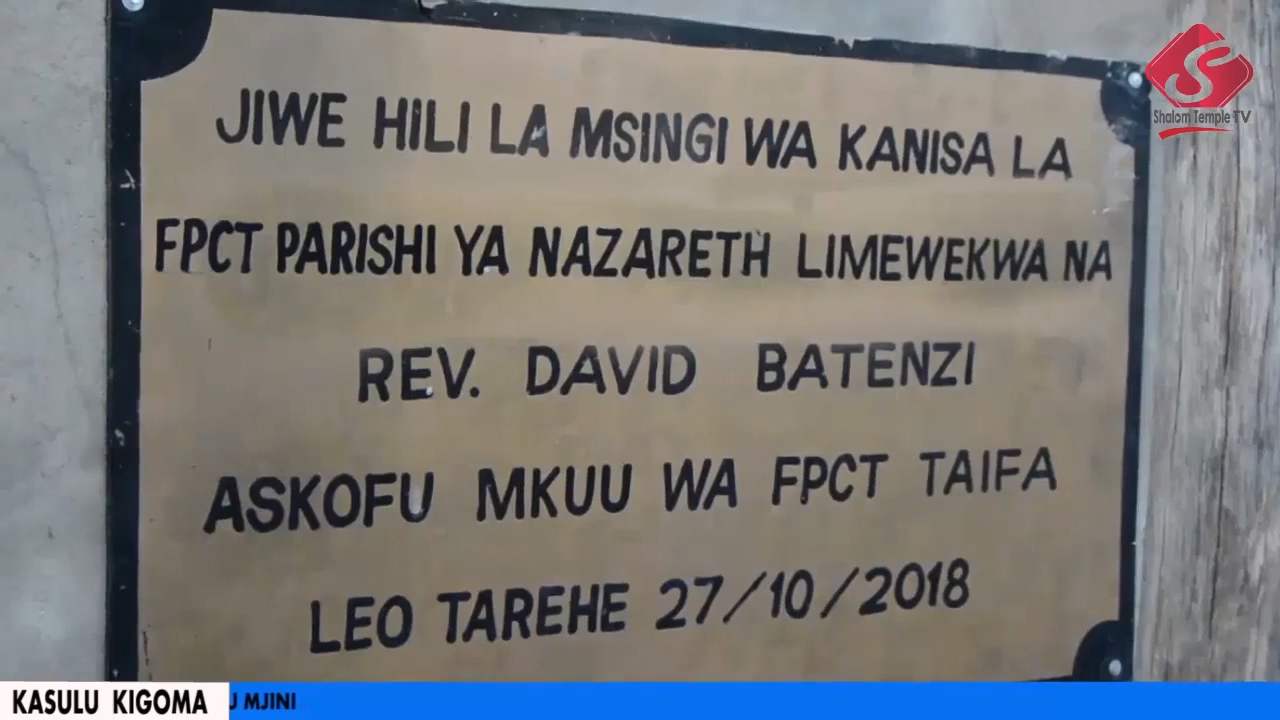 JIWE HILI LA MSINGI WA KANISA LA
FPCT PARISHI YA NAZARETH LIMEWEKWA NA
REV. DAVID BATENZI
ASKOFU MKUU WA FPCT TAIFA
LEO TAREHE 27/10/2018
Shalom Temple TV
KASULU KIGOMA
U MJINI